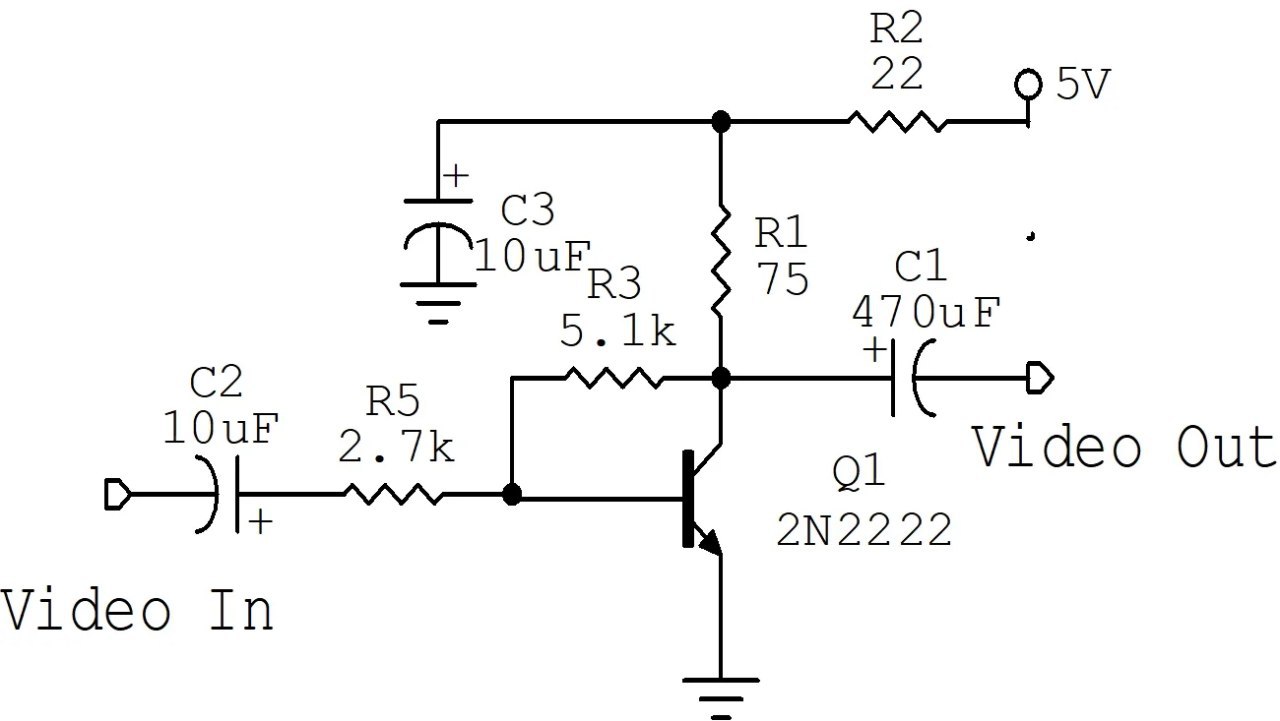 R2
22
5V
+
C3
10uF
R1
75
R3
5.1k
C1
470uF
+
C2
10uF
+
R5
2.7k
Video Out
Q1
2N2222
Video In